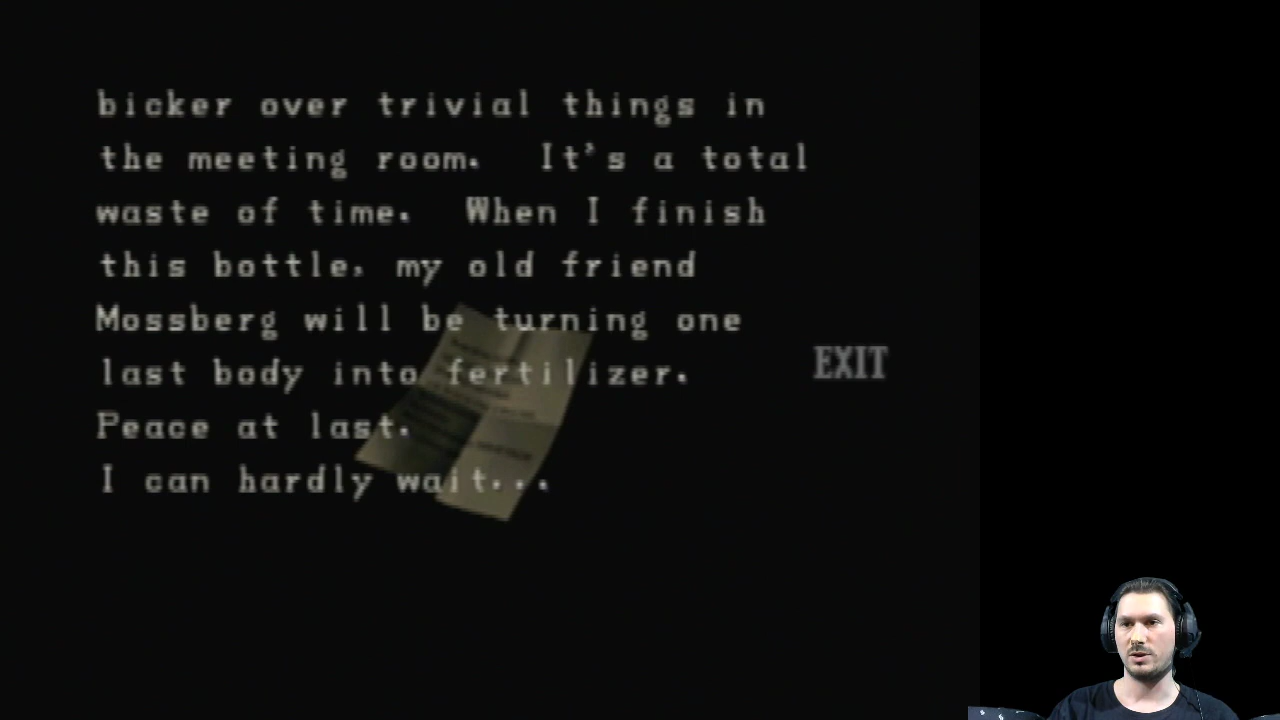 bicker over trivial things in
the meeting room. It's a total
waste of time. When I finish
this bottle, my old friend
Mossberg will be turning one
last body into fertilizer.
EXIT
Peace at last.
I can hardly wait...